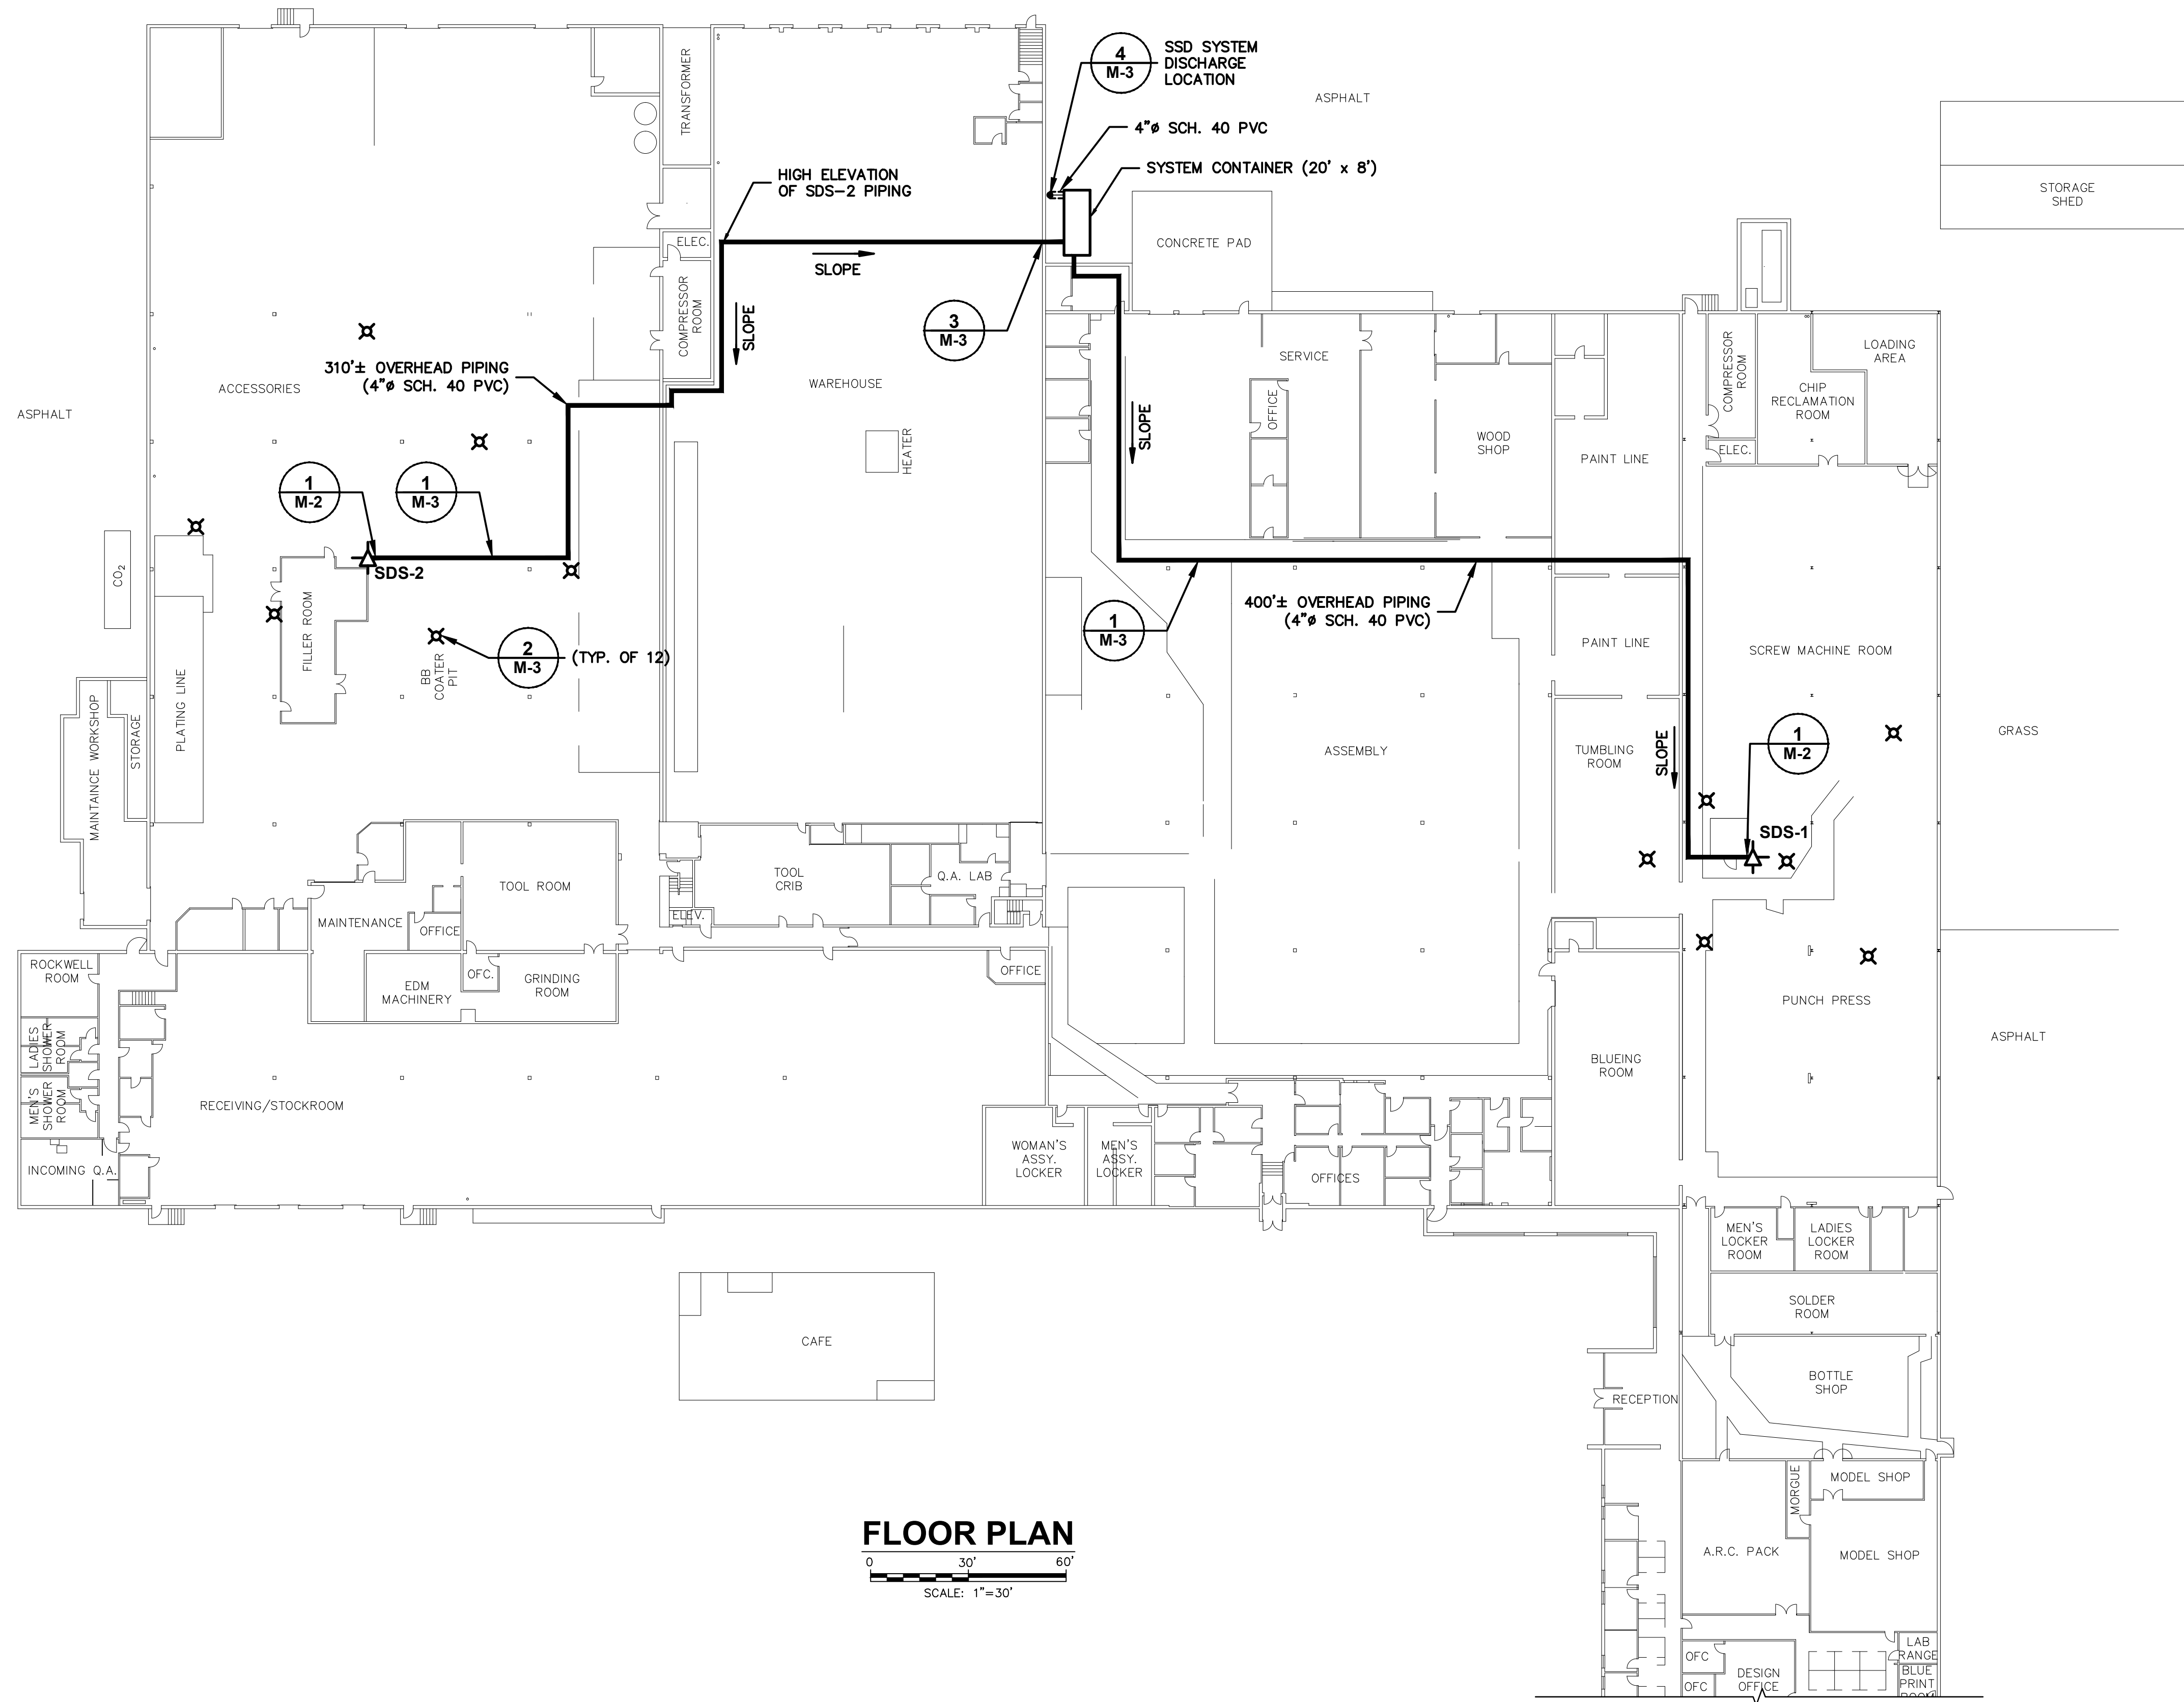 4
M-3
SSD SYSTEM
DISCHARGE
LOCATION
ASPHALT
4"ø SCH. 40 PVC
SYSTEM CONTAINER (20' x 8')
TRANSFORMER
HIGH ELEVATION
OF SDS-2 PIPING
STORAGE
SHED
ELEC.
SLOPE
CONCRETE PAD
COMPRESSOR
ROOM
SLOPE
3
M-3
310'± OVERHEAD PIPING
(4"ø SCH. 40 PVC)
ACCESSORIES
WAREHOUSE
SERVICE
LOADING
AREA
COMPRESSOR
ROOM
CHIP
RECLAMATION
ROOM
ASPHALT
OFFICE
SLOPE
HEATER
WOOD
SHOP
PAINT LINE
ELEC.
1
M-2
1
M-3
SDS-2
CO2
FILLER ROOM
400'± OVERHEAD PIPING
(4"ø SCH. 40 PVC)
1
M-3
PAINT LINE
SCREW MACHINE ROOM
2
M-3
(TYP. OF 12)
BB
COATER
PIT
PLATING LINE
MAINTAINCE WORKSHOP
STORAGE
ASSEMBLY
TUMBLING
ROOM
SLOPE
1
M-2
GRASS
SDS-1
TOOL ROOM
TOOL
CRIB
Q.A. LAB
ELEV.
MAINTENANCE
OFFICE
ROCKWELL
ROOM
OFC.
EDM
MACHINERY
GRINDING
ROOM
OFFICE
PUNCH PRESS
ASPHALT
LADIES
SHOWER
ROOM
BLUEING
ROOM
MEN'S
SHOWER
ROOM
RECEIVING/STOCKROOM
INCOMING Q.A.
WOMAN'S
ASSY.
LOCKER
MEN'S
ASSY.
LOCKER
OFFICES
MEN'S
LOCKER
ROOM
LADIES
LOCKER
ROOM
SOLDER
ROOM
CAFE
BOTTLE
SHOP
RECEPTION
MORGUE
MODEL SHOP
A.R.C. PACK
MODEL SHOP
FLOOR PLAN
0 30' 60'
SCALE: 1"=30'
OFC
LAB
RANGE
DESIGN
OFFICE
OFC
BLUE
PRINT
ROOM